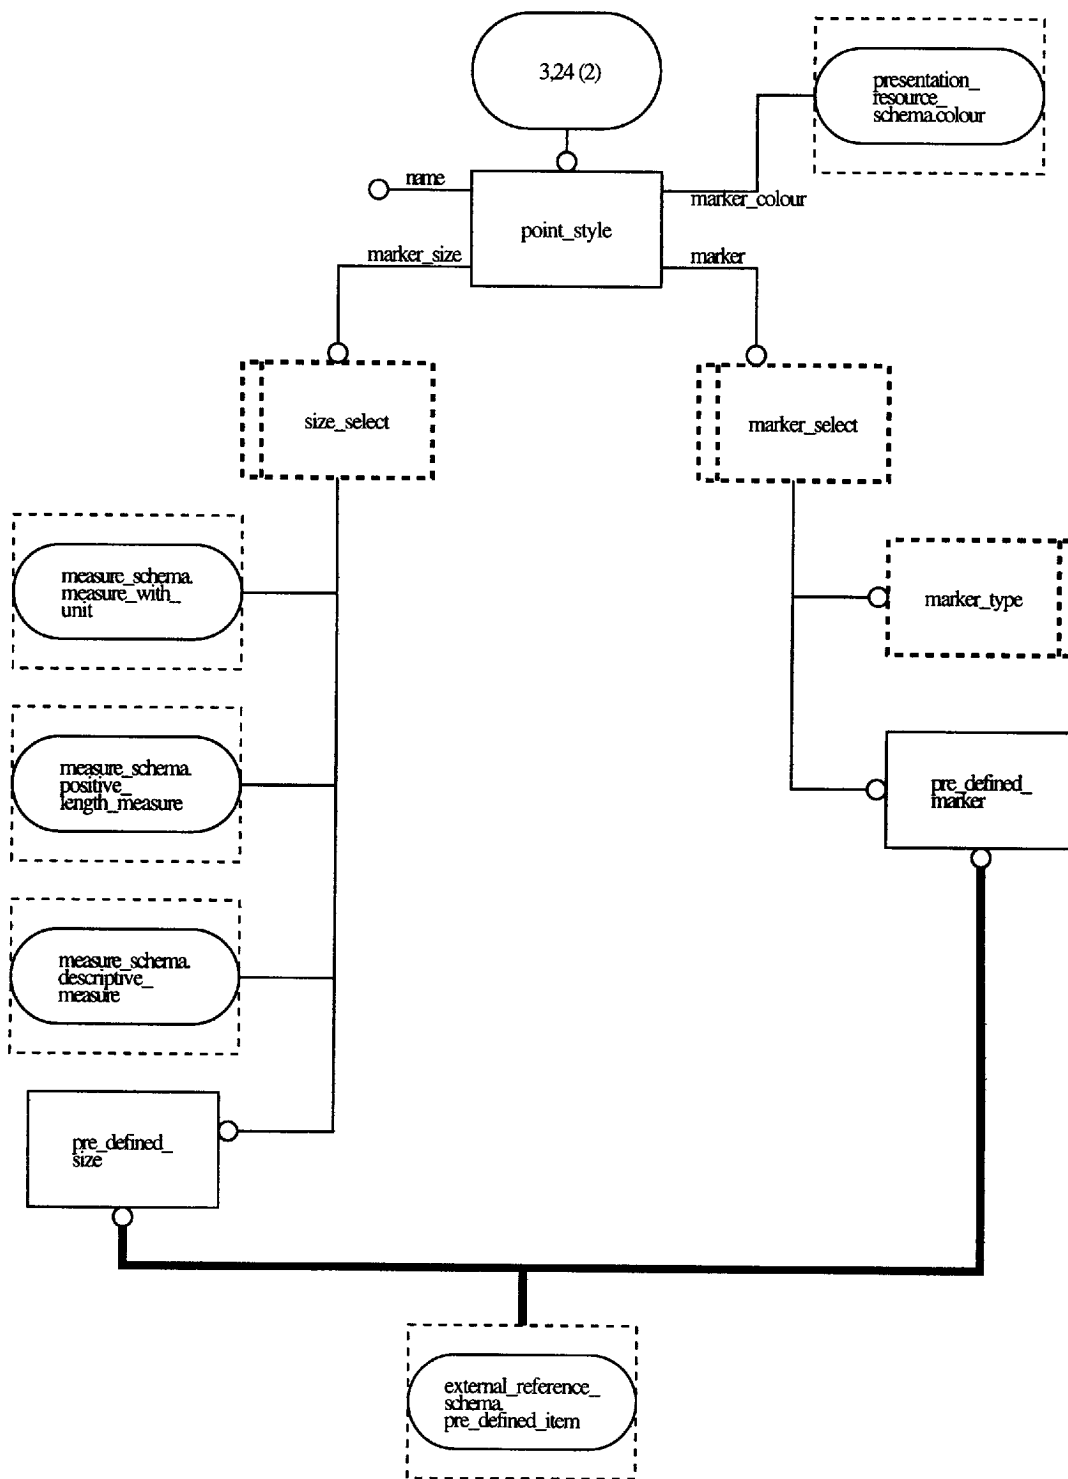 3,24 (2)
presentation_
resource_
schema.colour
name
marker_colour
point_style
marker_size
marker
size_select
marker_select
measure_schema.
measure_with_
unit
marker_type
measure_schema.
positive_
length_measure
pre_defined_
marker
measure_schema.
descriptive_
measure
pre_defined_
size
external_reference_
schema.
pre_defined_item